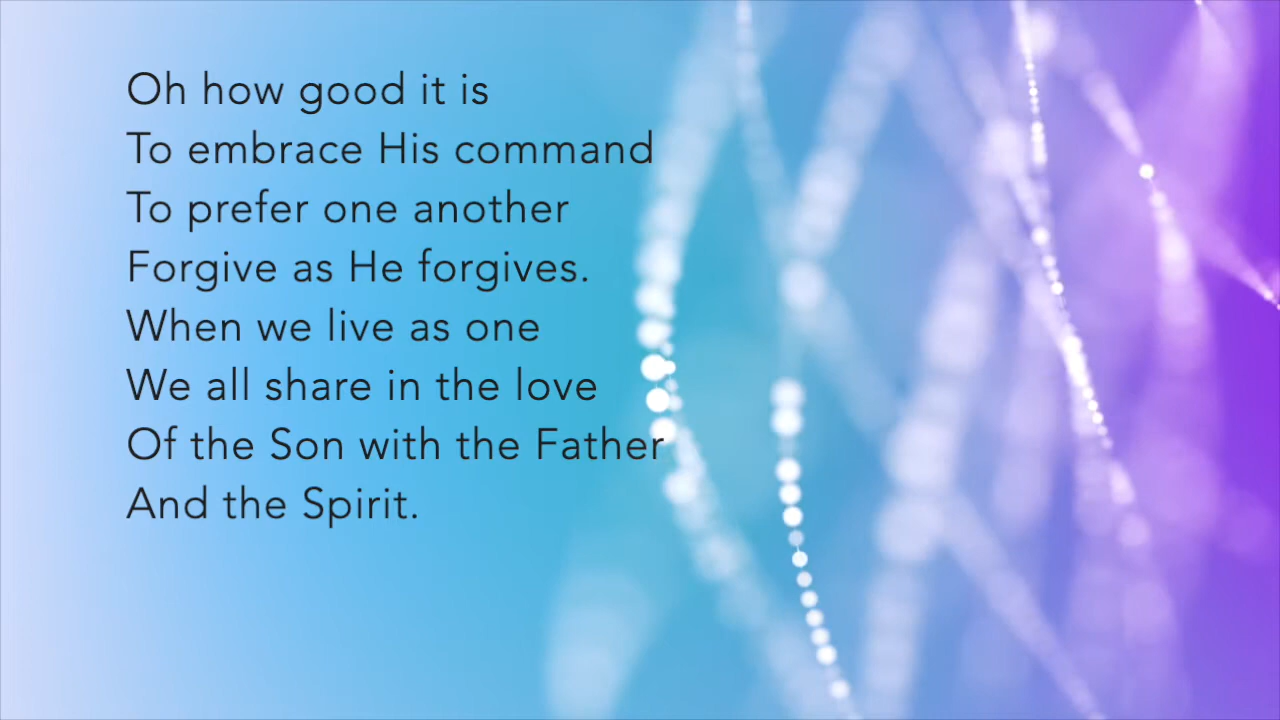 Oh how good it is
To embrace His command
To prefer one another
Forgive as He forgives.
When we live as one
We all share in the love
Of the Son with the Father
And the Spirit.